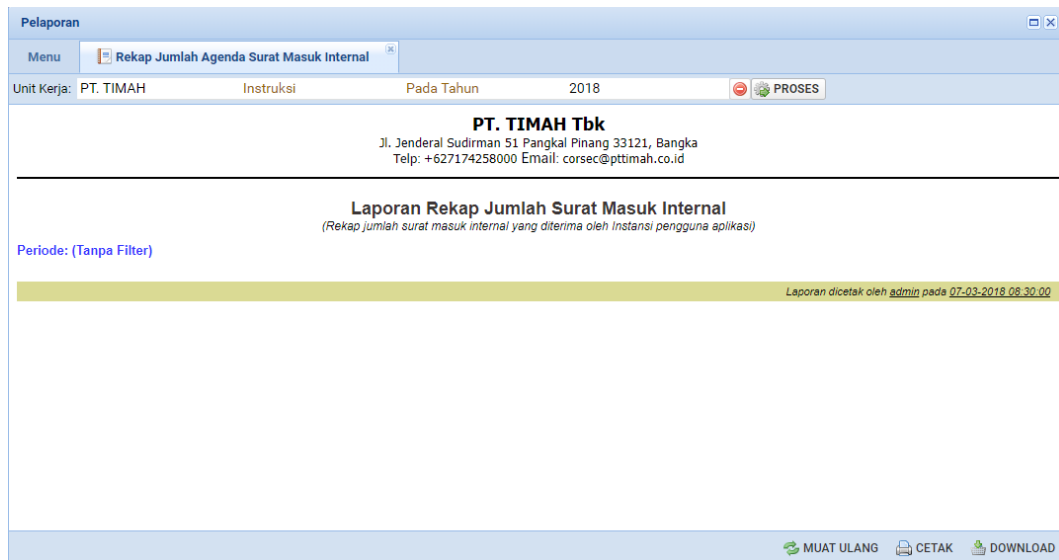 Pelaporan
Menu Rekap Jumlah Agenda Surat Masuk Internal
Unit Kerja: PT. TIMAH Instruksi Pada Tahun 2018 PROSES
PT. TIMAH Tbk
Jl. Jenderal Sudirman 51 Pangkal Pinang 33121, Bangka
Telp: +627174258000 Email: corsec@pttimah.co.id
Laporan Rekap Jumlah Surat Masuk Internal
(Rekap jumlah surat masuk internal yang diterima oleh Instansi pengguna aplikasi)
Periode: (Tanpa Filter)
Laporan dicetak oleh admin pada 07-03-2018 08:30:00
MUAT ULANG CETAK DOWNLOAD